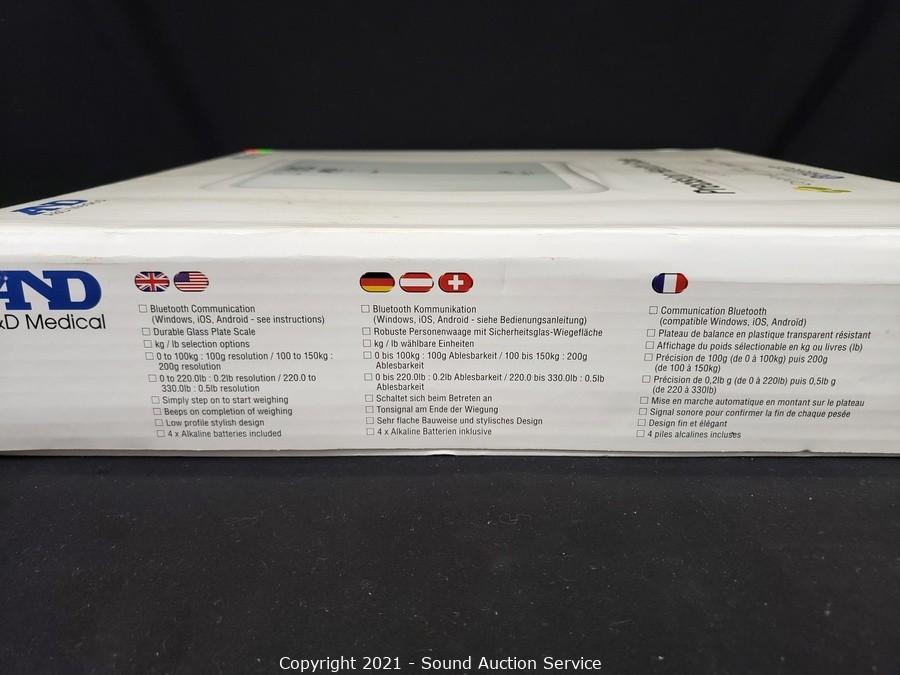 AND
A&D Medical
Precision
AND
&D Medical
☐ Bluetooth Communication
(Windows, iOS, Android - see instructions)
☐ Durable Glass Plate Scale
☐ kg / lb selection options
☐ 0 to 100kg : 100g resolution / 100 to 150kg :
200g resolution
☐ 0 to 220.0lb : 0.2lb resolution / 220.0 to
330.0lb : 0.5lb resolution
☐ Simply step on to start weighing
☐ Beeps on completion of weighing
☐ Low profile stylish design
☐ 4 x Alkaline batteries included
☐ Bluetooth Kommunikation
(Windows, iOS, Android - siehe Bedienungsanleitung)
☐ Robuste Personenwaage mit Sicherheitsglas-Wiegefläche
☐ kg / lb wählbare Einheiten
☐ 0 bis 100kg : 100g Ablesbarkeit / 100 bis 150kg : 200g
Ablesbarkeit
☐ 0 bis 220.0lb : 0.2lb Ablesbarkeit / 220.0 bis 330.0lb : 0.5lb
Ablesbarkeit
☐ Schaltet sich beim Betreten an
☐ Tonsignal am Ende der Wiegung
☐ Sehr flache Bauweise und stylisches Design
☐ 4 x Alkaline Batterien inklusive
☐ Communication Bluetooth
(compatible Windows, iOS, Android)
☐ Plateau de balance en plastique transparent résistant
☐ Affichage du poids sélectionable en kg ou livres (lb)
☐ Précision de 100g (de 0 à 100kg) puis 200g
(de 100 à 150kg)
☐ Précision de 0,2lb g (de 0 à 220lb) puis 0,5lb g
(de 220 à 330lb)
☐ Mise en marche automatique en montant sur le plateau
☐ Signal sonore pour confirmer la fin de chaque pesée
☐ Design fin et élégant
☐ 4 piles alcalines incluses
Copyright 2021 - Sound Auction Service